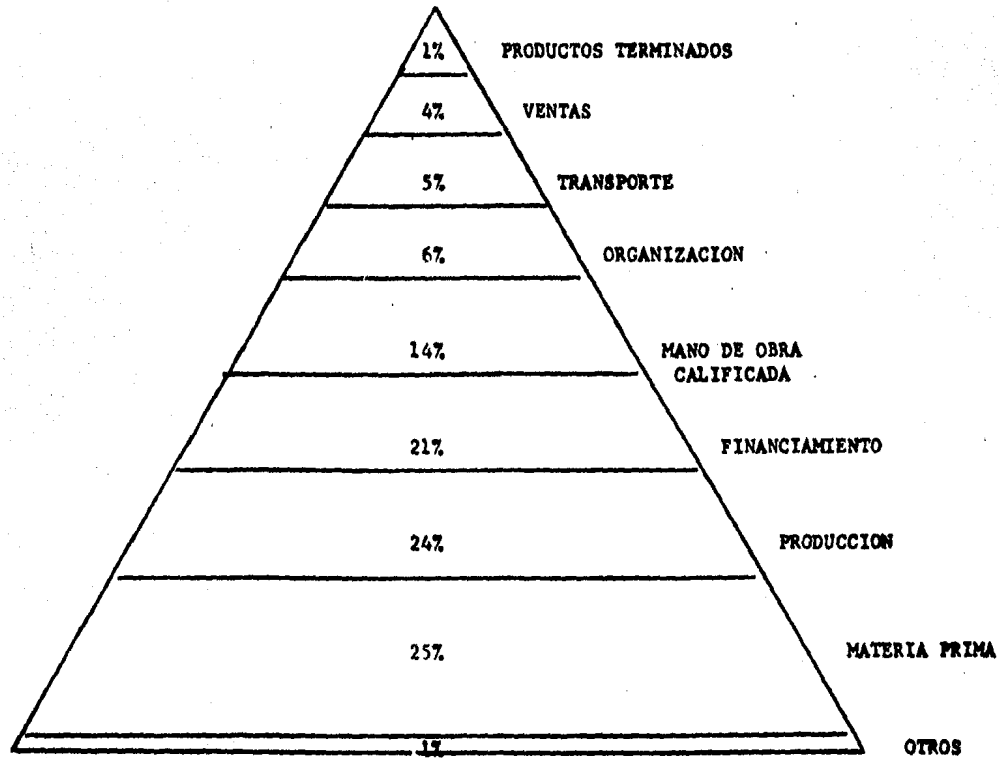 1% PRODUCTOS TERMINADOS
4% VENTAS
5% TRANSPORTE
6% ORGANIZACION
14% MANO DE OBRA
CALIFICADA
21% FINANCIAMIENTO
24% PRODUCCION
25% MATERIA PRIMA
1% OTROS